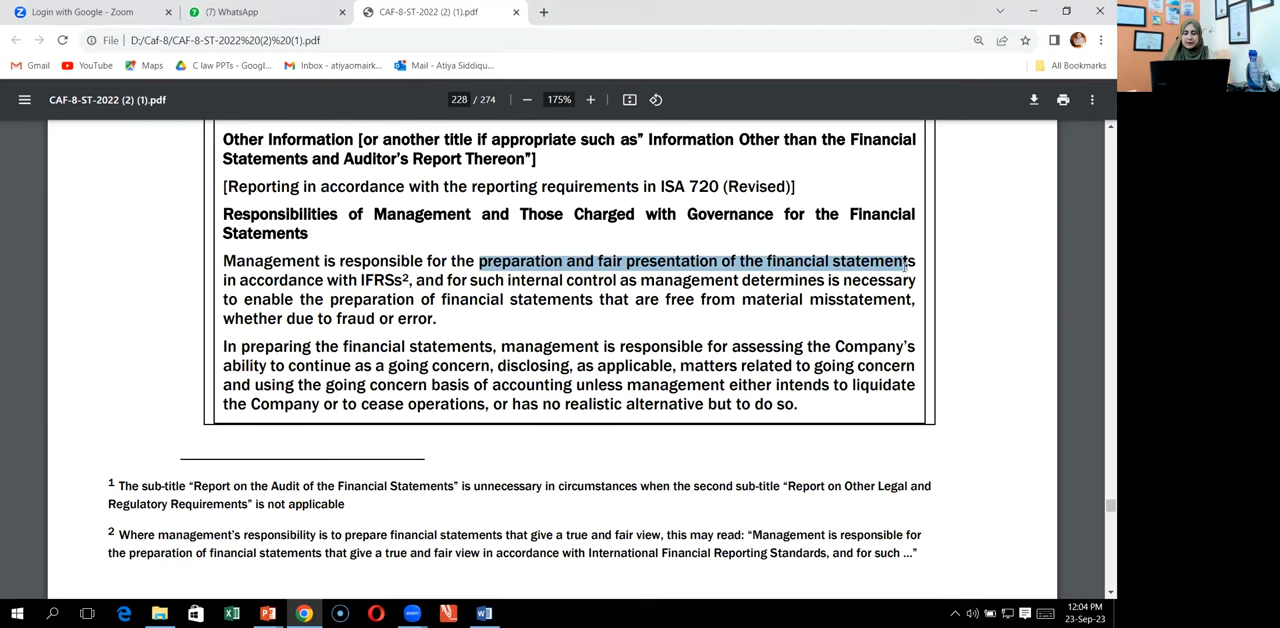 Login with Google - Zoom
(7) WhatsApp
CAF-8-ST-2022 (2) (1).pdf
File
D:/Caf-8/CAF-8-ST-2022%20(2)%20(1).pdf
Gmail
YouTube
Maps
C law PPTs - Googl...
Inbox - atiyaomairk...
Mail - Atiya Siddiqu...
All Bookmarks
CAF-8-ST-2022 (2) (1).pdf
228 / 274
175%
Other Information [or another title if appropriate such as” Information Other than the Financial
Statements and Auditor’s Report Thereon”]
[Reporting in accordance with the reporting requirements in ISA 720 (Revised)]
Responsibilities of Management and Those Charged with Governance for the Financial
Statements
Management is responsible for the preparation and fair presentation of the financial statements
in accordance with IFRSs2, and for such internal control as management determines is necessary
to enable the preparation of financial statements that are free from material misstatement,
whether due to fraud or error.
In preparing the financial statements, management is responsible for assessing the Company’s
ability to continue as a going concern, disclosing, as applicable, matters related to going concern
and using the going concern basis of accounting unless management either intends to liquidate
the Company or to cease operations, or has no realistic alternative but to do so.
1 The sub-title “Report on the Audit of the Financial Statements” is unnecessary in circumstances when the second sub-title “Report on Other Legal and
Regulatory Requirements” is not applicable
2 Where management’s responsibility is to prepare financial statements that give a true and fair view, this may read: “Management is responsible for
the preparation of financial statements that give a true and fair view in accordance with International Financial Reporting Standards, and for such ...”
12:04 PM
23-Sep-23